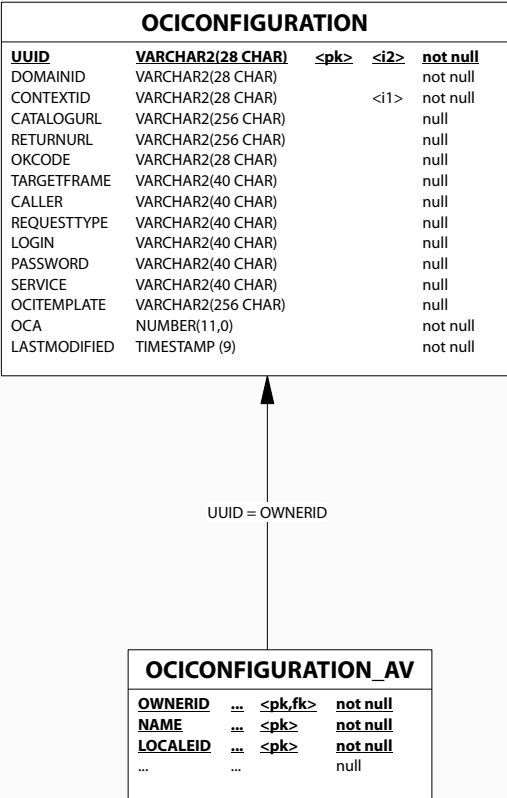 OCICONFIGURATION
UUID VARCHAR2(28 CHAR) <pk> <i2> not null
DOMAINID VARCHAR2(28 CHAR) not null
CONTEXTID VARCHAR2(28 CHAR) <i1> not null
CATALOGURL VARCHAR2(256 CHAR) null
RETURNURL VARCHAR2(256 CHAR) null
OKCODE VARCHAR2(28 CHAR) null
TARGETFRAME VARCHAR2(40 CHAR) null
CALLER VARCHAR2(40 CHAR) null
REQUESTTYPE VARCHAR2(40 CHAR) null
LOGIN VARCHAR2(40 CHAR) null
PASSWORD VARCHAR2(40 CHAR) null
SERVICE VARCHAR2(40 CHAR) null
OCITEMPLATE VARCHAR2(256 CHAR) null
OCA NUMBER(11,0) not null
LASTMODIFIED TIMESTAMP (9) not null
UUID = OWNERID
OCICONFIGURATION_AV
OWNERID ... <pk,fk> not null
NAME ... <pk> not null
LOCALEID ... <pk> not null
... ... null